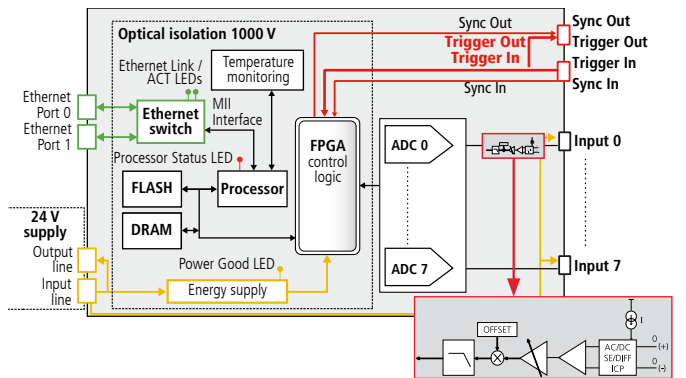 Optical isolation 1000 V
Sync Out
Sync Out
Trigger Out
Trigger Out
Trigger In
Trigger In
Sync In
Sync In
Ethernet Link /
ACT LEDs
Temperature
monitoring
Ethernet
Port 0
Ethernet
Port 1
Ethernet
switch
MII
Interface
Processor Status LED
FPGA
control
logic
ADC 0
Input 0
FLASH
Processor
DRAM
24 V
supply
Output
line
Input
line
Power Good LED
Energy supply
ADC 7
Input 7
OFFSET
I
AC/DC
SE/DIFF
ICP
0
(+)
0
(-)